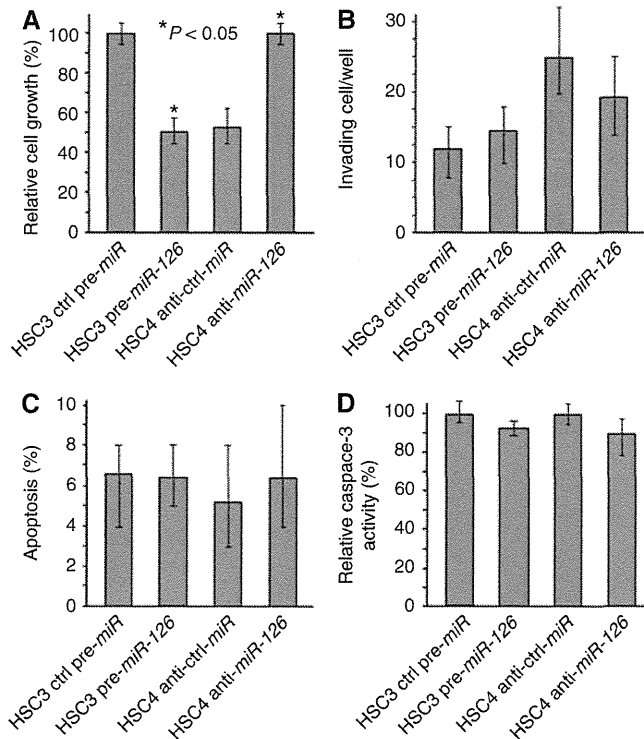 A
Relative cell growth (%)
100
80
60
40
20
0
* P < 0.05
*
*
HSC3 ctrl pre-miR
HSC3 pre-miR-126
HSC4 anti-ctrl-miR
HSC4 anti-miR-126
B
Invading cell/well
30
20
10
0
HSC3 ctrl pre-miR
HSC3 pre-miR-126
HSC4 anti-ctrl-miR
HSC4 anti-miR-126
C
Apoptosis (%)
10
8
6
4
2
0
HSC3 ctrl pre-miR
HSC3 pre-miR-126
HSC4 anti-ctrl-miR
HSC4 anti-miR-126
D
Relative caspace-3
activity (%)
100
80
60
40
20
0
HSC3 ctrl pre-miR
HSC3 pre-miR-126
HSC4 anti-ctrl-miR
HSC4 anti-miR-126